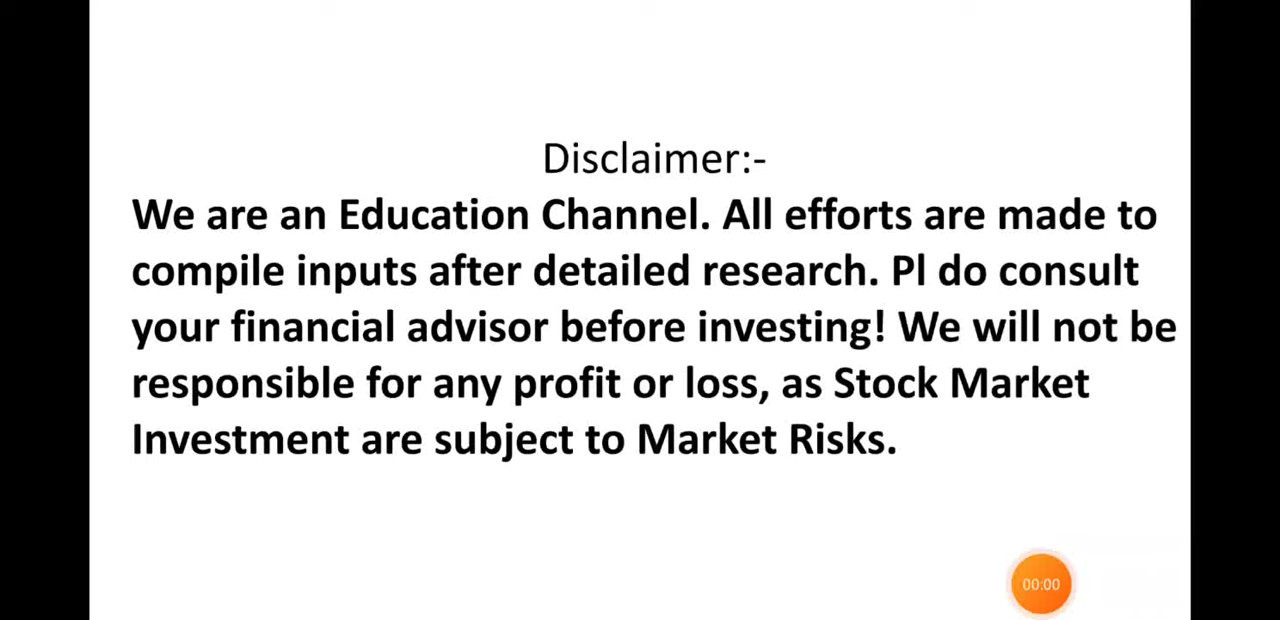 Disclaimer:-
We are an Education Channel. All efforts are made to
compile inputs after detailed research. Pl do consult
your financial advisor before investing! We will not be
responsible for any profit or loss, as Stock Market
Investment are subject to Market Risks.
00:00